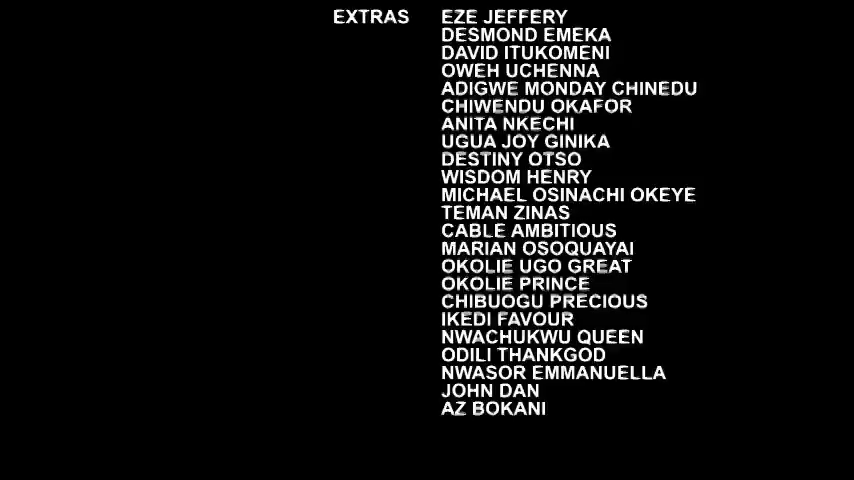 EXTRAS EZE JEFFERY
DESMOND EMEKA
DAVID ITUKOMENI
OWEH UCHENNA
ADIGWE MONDAY CHINEDU
CHIWENDU OKAFOR
ANITA NKECHI
UGUA JOY GINIKA
DESTINY OTSO
WISDOM HENRY
MICHAEL OSINACHI OKEYE
TEMAN ZINAS
CABLE AMBITIOUS
MARIAN OSOQUAYAI
OKOLIE UGO GREAT
OKOLIE PRINCE
CHIBUOGU PRECIOUS
IKEDI FAVOUR
NWACHUKWU QUEEN
ODILI THANKGOD
NWASOR EMMANUELLA
JOHN DAN
AZ BOKANI